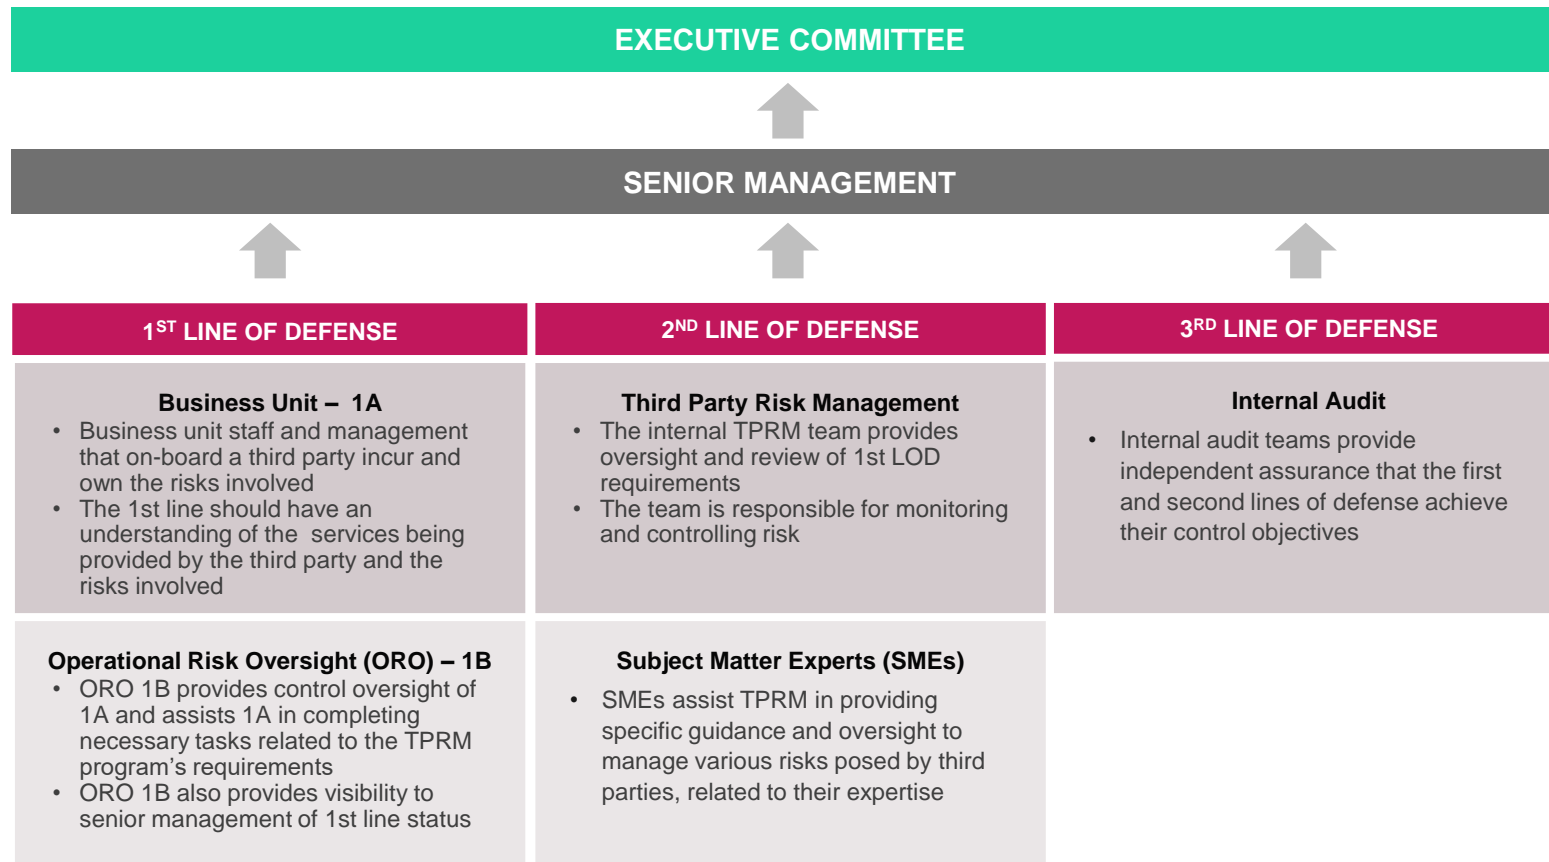 EXECUTIVE COMMITTEE
SENIOR MANAGEMENT
1ST LINE OF DEFENSE
Business Unit – 1A
• Business unit staff and management
that on-board a third party incur and
own the risks involved
• The 1st line should have an
understanding of the services being
provided by the third party and the
risks involved
Operational Risk Oversight (ORO) – 1B
• ORO 1B provides control oversight of
1A and assists 1A in completing
necessary tasks related to the TPRM
program’s requirements
• ORO 1B also provides visibility to
senior management of 1st line status
2ND LINE OF DEFENSE
Third Party Risk Management
• The internal TPRM team provides
oversight and review of 1st LOD
requirements
• The team is responsible for monitoring
and controlling risk
Subject Matter Experts (SMEs)
• SMEs assist TPRM in providing
specific guidance and oversight to
manage various risks posed by third
parties, related to their expertise
3RD LINE OF DEFENSE
Internal Audit
• Internal audit teams provide
independent assurance that the first
and second lines of defense achieve
their control objectives